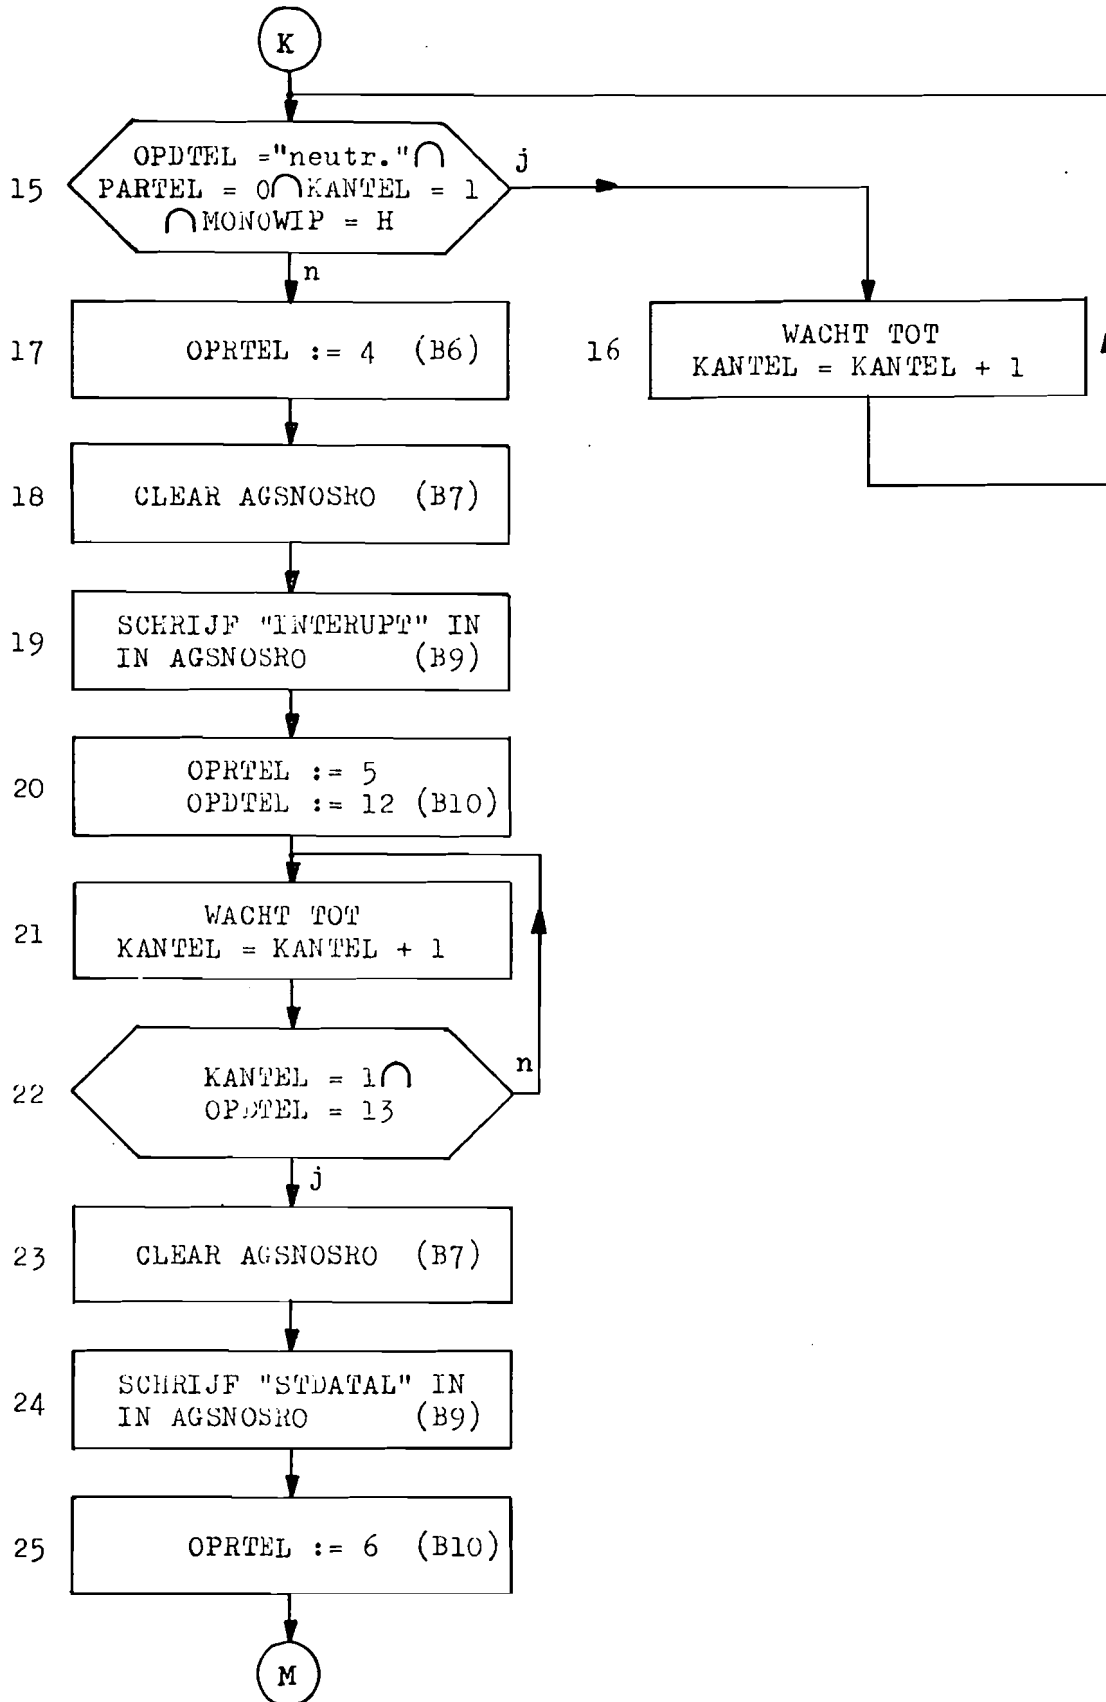 K
15
OPDTEL ="neutr."∩
PARTEL = 0∩KANTEL = 1
∩MONOWIP = H
j
n
17
OPRTEL := 4 (B6)
16
WACHT TOT
KANTEL = KANTEL + 1
18
CLEAR AGSNOSRO (B7)
19
SCHRIJF "INTERUPT" IN
IN AGSNOSRO (B9)
20
OPRTEL := 5
OPDTEL := 12 (B10)
21
WACHT TOT
KANTEL = KANTEL + 1
22
KANTEL = 1∩
OPDTEL = 13
n
j
23
CLEAR AGSNOSRO (B7)
24
SCHRIJF "STDATAL" IN
IN AGSNOSRO (B9)
25
OPRTEL := 6 (B10)
M